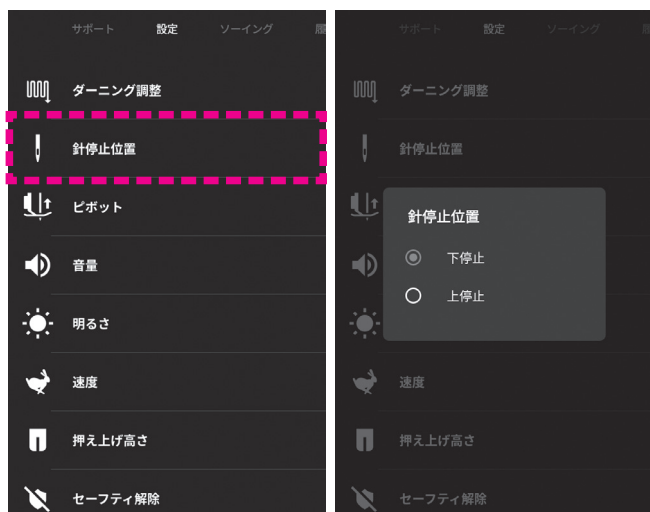 サポート 設定 ソーイング
ダーニング調整
針停止位置
ピボット
音量
明るさ
速度
押え上げ高さ
セーフティ解除
サポート 設定 ソーイング
ダーニング調整
針停止位置
針停止位置
下停止
上停止
速度
押え上げ高さ
セーフティ解除